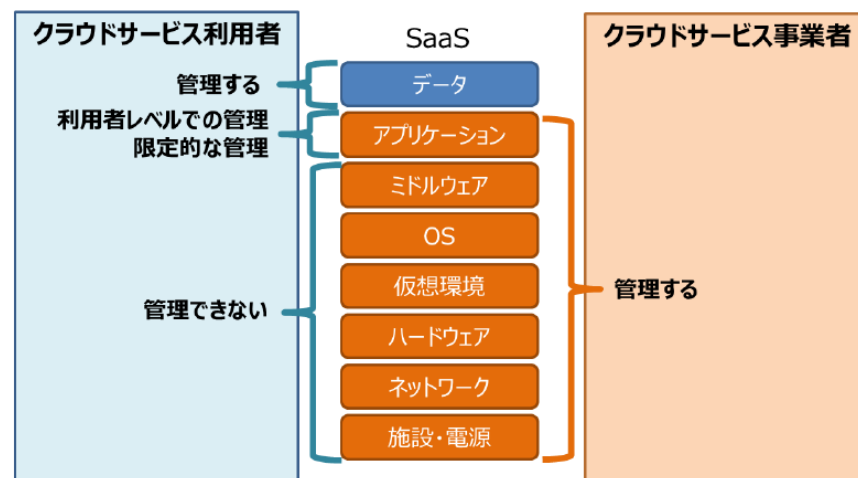 クラウドサービス利用者
SaaS
クラウドサービス事業者
管理する
データ
利用者レベルでの管理
限定的な管理
アプリケーション
ミドルウェア
OS
仮想環境
管理できない
管理する
ハードウェア
ネットワーク
施設・電源